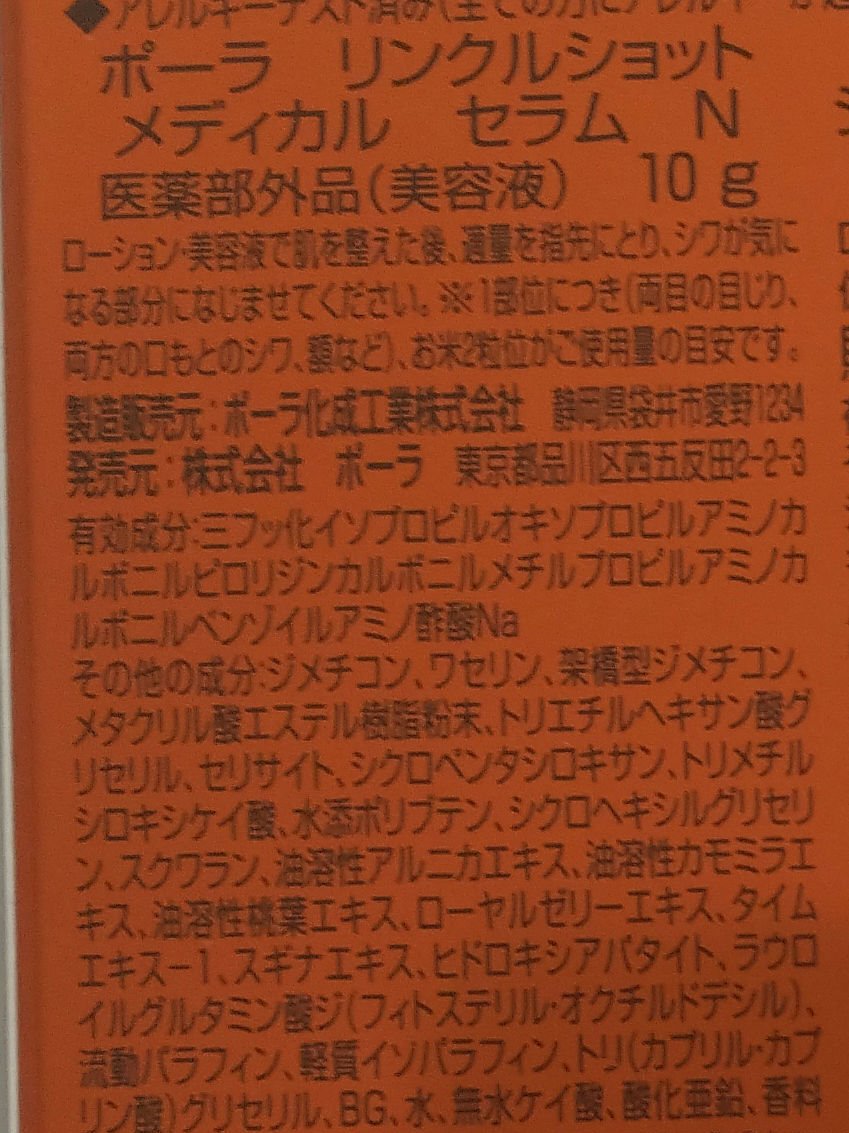 ◆アレルギーテスト済み(全ての方にアレルギーが起
ポーラ リンクルショット
メディカル セラム N
医薬部外品(美容液) 10g
ローション・美容液で肌を整えた後、適量を指先にとり、シワが気に
なる部分になじませてください。※1部位につき(両目の目じり、
両方の口もとのシワ、額など)、お米2粒位がご使用量の目安です。
製造販売元:ポーラ化成工業株式会社 静岡県袋井市愛野1234
発売元:株式会社 ポーラ 東京都品川区西五反田2-2-3
有効成分:三フッ化イソプロピルオキソプロピルアミノカ
ルボニルピロリジンカルボニルメチルプロピルアミノカ
ルボニルベンゾイルアミノ酢酸Na
その他の成分:ジメチコン、ワセリン、架橋型ジメチコン、
メタクリル酸エステル樹脂粉末、トリエチルヘキサン酸グ
リセリル、セリサイト、シクロペンタシロキサン、トリメチル
シロキシケイ酸、水添ポリブテン、シクロヘキシルグリセリ
ン、スクワラン、油溶性アルニカエキス、油溶性カモミラエ
キス、油溶性桃葉エキス、ローヤルゼリーエキス、タイム
エキス−1、スギナエキス、ヒドロキシアパタイト、ラウロ
イルグルタミン酸ジ(フィトステリル・オクチルドデシル)、
流動パラフィン、軽質イソパラフィン、トリ(カプリル・カプ
リン酸)グリセリル、BG、水、無水ケイ酸、酸化亜鉛、香料